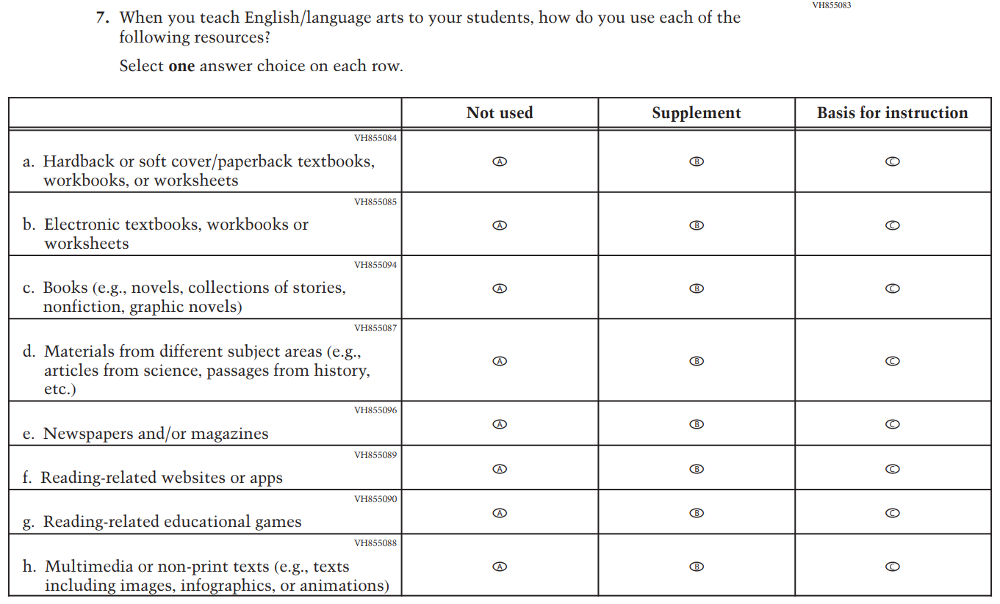 VH855083
7. When you teach English/language arts to your students, how do you use each of the
following resources?
Select one answer choice on each row.
Not used Supplement Basis for instruction
VH855084
a. Hardback or soft cover/paperback textbooks,
workbooks, or worksheets
A B C
VH855085
b. Electronic textbooks, workbooks or
worksheets
A B C
VH855094
c. Books (e.g., novels, collections of stories,
nonfiction, graphic novels)
A B C
VH855087
d. Materials from different subject areas (e.g.,
articles from science, passages from history,
etc.)
A B C
VH855096
e. Newspapers and/or magazines
A B C
VH855089
f. Reading-related websites or apps
A B C
VH855090
g. Reading-related educational games
A B C
VH855088
h. Multimedia or non-print texts (e.g., texts
including images, infographics, or animations)
A B C